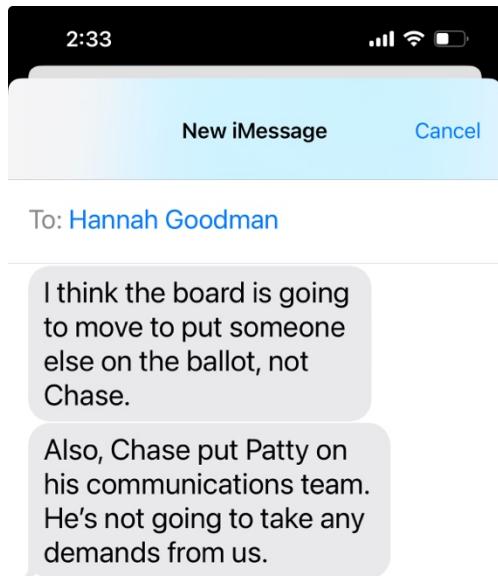 2:33
New iMessage
Cancel
To: Hannah Goodman
I think the board is going
to move to put someone
else on the ballot, not
Chase.
Also, Chase put Patty on
his communications team.
He’s not going to take any
demands from us.